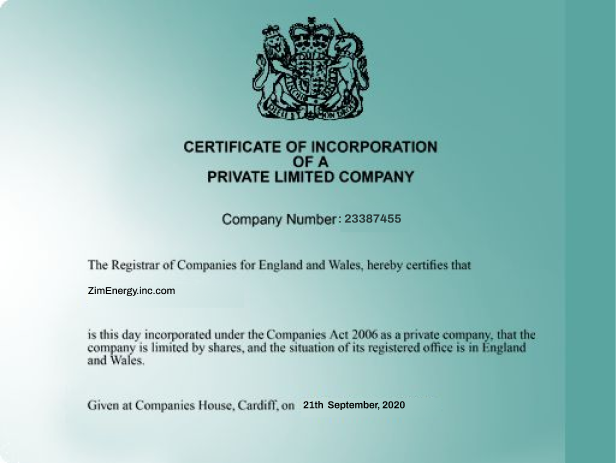 CERTIFICATE OF INCORPORATION
OF A
PRIVATE LIMITED COMPANY
Company Number: 23387455
The Registrar of Companies for England and Wales, hereby certifies that
ZimEnergy.inc.com
is this day incorporated under the Companies Act 2006 as a private company, that the
company is limited by shares, and the situation of its registered office is in England
and Wales.
Given at Companies House, Cardiff, on 21th September, 2020